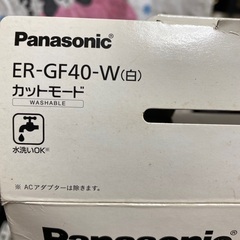 Panasonic
ER-GF40-W(白)
カットモード
WASHABLE
水洗いOK※
※ ACアダプターは除きます。
Panasonic